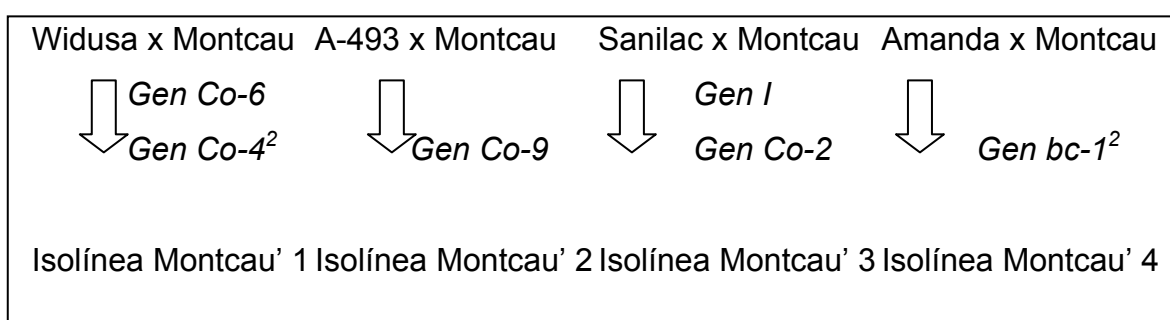 Widusa x Montcau A-493 x Montcau Sanilac x Montcau Amanda x Montcau
Gen Co-6 Gen I
Gen Co-4² Gen Co-9 Gen Co-2 Gen bc-1²
Isolínea Montcau’ 1 Isolínea Montcau’ 2 Isolínea Montcau’ 3 Isolínea Montcau’ 4